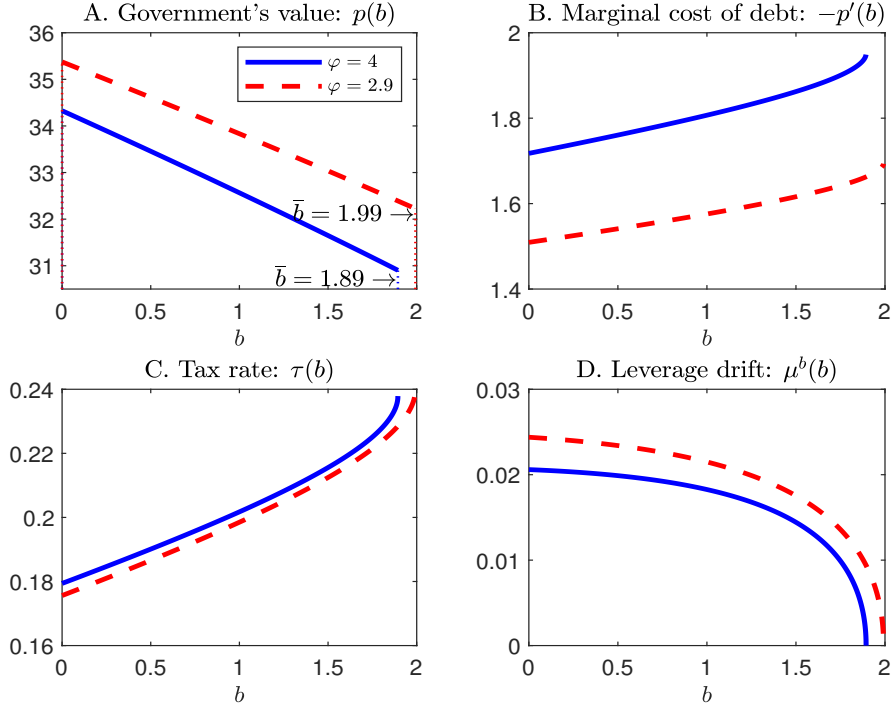 A. Government's value: p(b)
36
35
34
33
32
31
φ = 4
φ = 2.9
b̄ = 1.99 →
b̄ = 1.89 →
0 0.5 1 1.5 2
b
B. Marginal cost of debt: −p′(b)
2
1.8
1.6
1.4
0 0.5 1 1.5 2
b
C. Tax rate: τ(b)
0.24
0.22
0.2
0.18
0.16
0 0.5 1 1.5 2
b
D. Leverage drift: μᵇ(b)
0.03
0.02
0.01
0
0 0.5 1 1.5 2
b